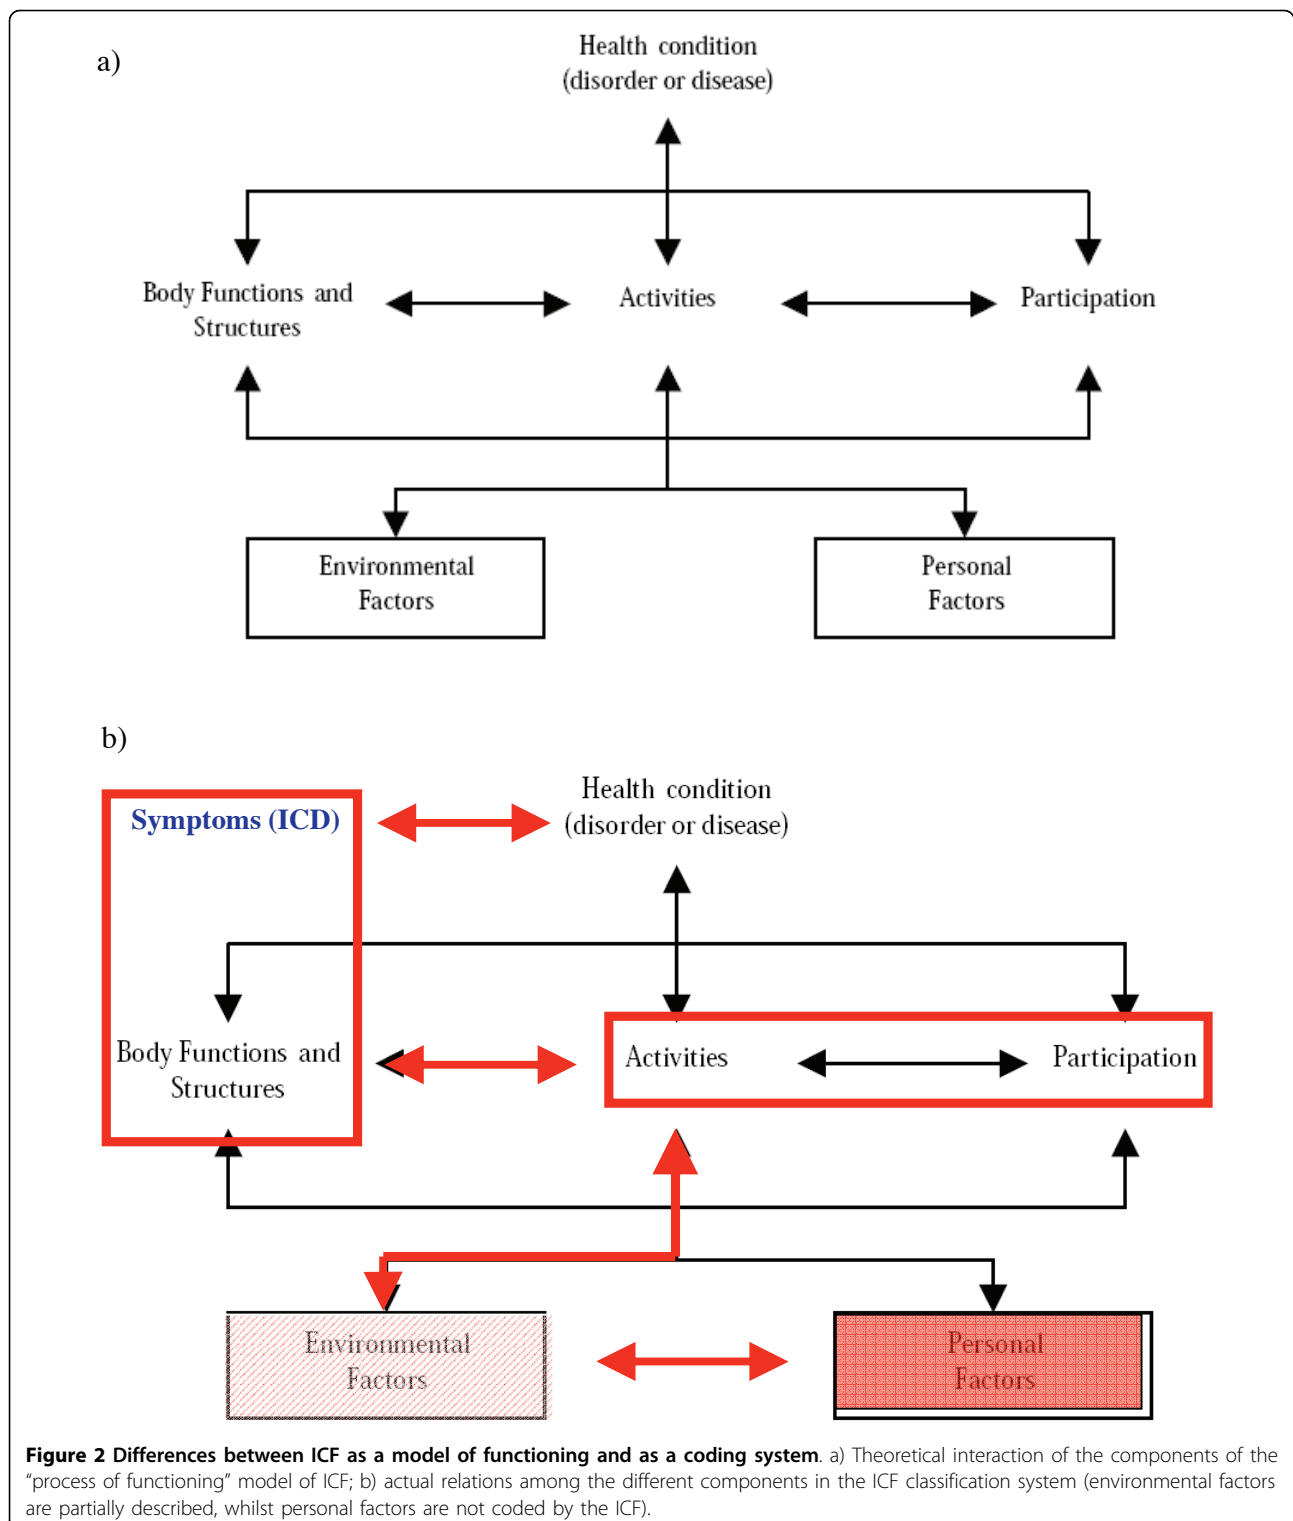 a)
Health condition
(disorder or disease)
Body Functions and
Structures
Activities
Participation
Environmental
Factors
Personal
Factors
b)
Symptoms (ICD)
Health condition
(disorder or disease)
Body Functions and
Structures
Activities
Participation
Environmental
Factors
Personal
Factors
Figure 2 Differences between ICF as a model of functioning and as a coding system. a) Theoretical interaction of the components of the
"process of functioning" model of ICF; b) actual relations among the different components in the ICF classification system (environmental factors
are partially described, whilst personal factors are not coded by the ICF).